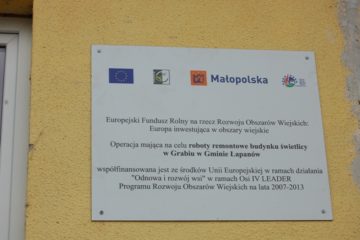 Małopolska
Europejski Fundusz Rolny na rzecz Rozwoju Obszarów Wiejskich:
Europa inwestująca w obszary wiejskie
Operacja mająca na celu roboty remontowe budynku świetlicy
w Grabiu w Gminie Łapanów
współfinansowana jest ze środków Unii Europejskiej w ramach działania
"Odnowa i rozwój wsi" w ramach Osi IV LEADER
Programu Rozwoju Obszarów Wiejskich na lata 2007-2013